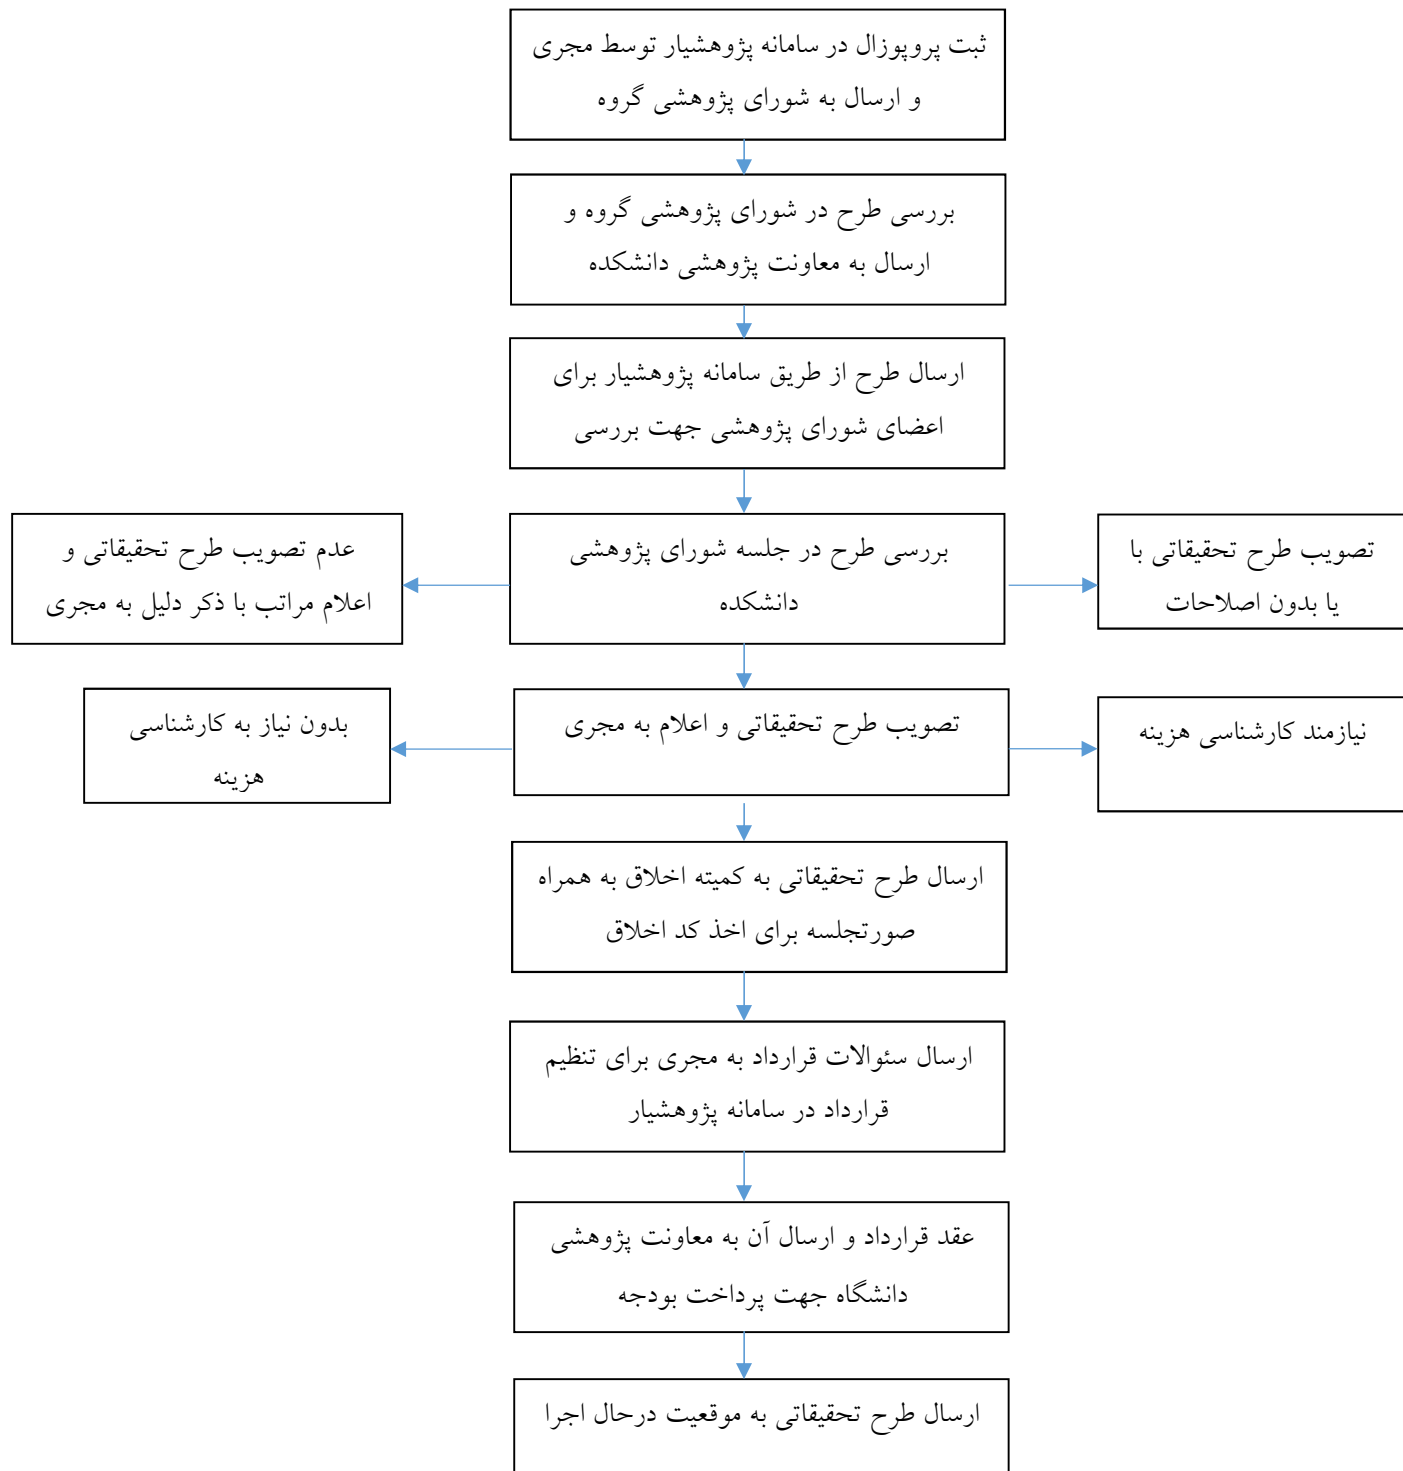 ثبت پروپوزال در سامانه پژوهشیار توسط مجری
و ارسال به شورای پژوهشی گروه
بررسی طرح در شورای پژوهشی گروه و
ارسال به معاونت پژوهشی دانشکده
ارسال طرح از طریق سامانه پژوهشیار برای
اعضای شورای پژوهشی جهت بررسی
تصویب طرح تحقیقاتی با
یا بدون اصلاحات
بررسی طرح در جلسه شورای پژوهشی
دانشکده
عدم تصویب طرح تحقیقاتی و
اعلام مراتب با ذکر دلیل به مجری
نیازمند کارشناسی هزینه
تصویب طرح تحقیقاتی و اعلام به مجری
بدون نیاز به کارشناسی
هزینه
ارسال طرح تحقیقاتی به کمیته اخلاق به همراه
صورتجلسه برای اخذ کد اخلاق
ارسال سئوالات قرارداد به مجری برای تنظیم
قرارداد در سامانه پژوهشیار
عقد قرارداد و ارسال آن به معاونت پژوهشی
دانشگاه جهت پرداخت بودجه
ارسال طرح تحقیقاتی به موقعیت درحال اجرا